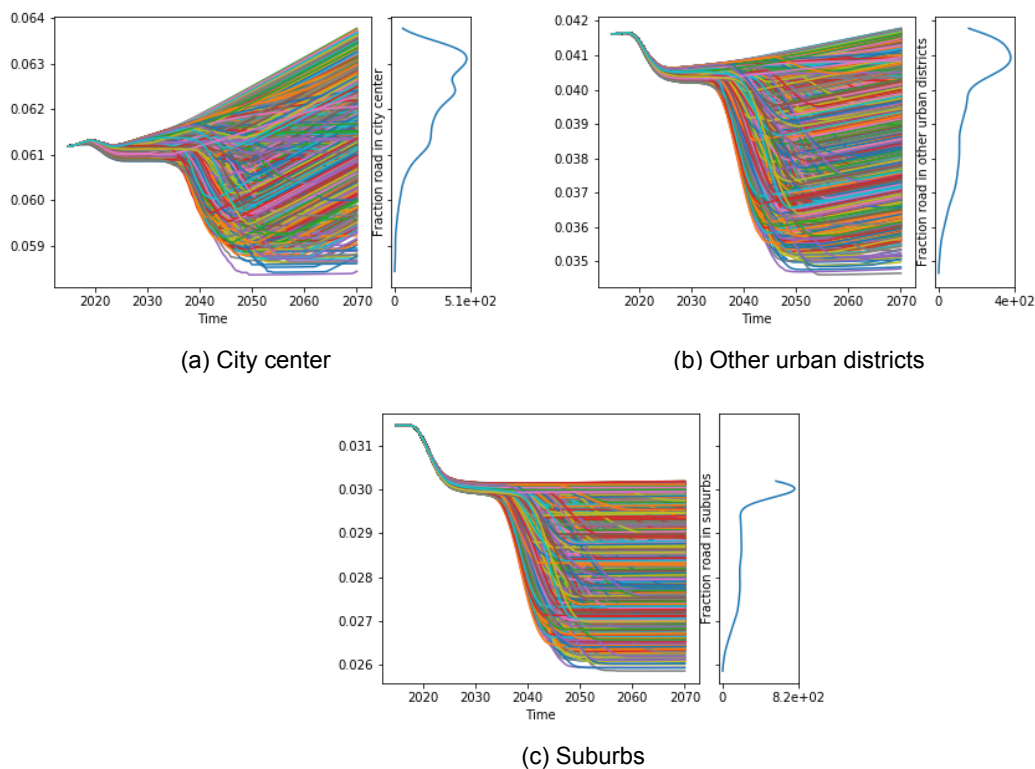 0.064
0.063
0.062
0.061
0.060
0.059
2020 2030 2040 2050 2060 2070
Time
Fraction road in city center
0 5.1e+02
(a) City center
0.042
0.041
0.040
0.039
0.038
0.037
0.036
0.035
2020 2030 2040 2050 2060 2070
Time
Fraction road in other urban districts
0 4e+02
(b) Other urban districts
0.031
0.030
0.029
0.028
0.027
0.026
2020 2030 2040 2050 2060 2070
Time
Fraction road in suburbs
0 8.2e+02
(c) Suburbs